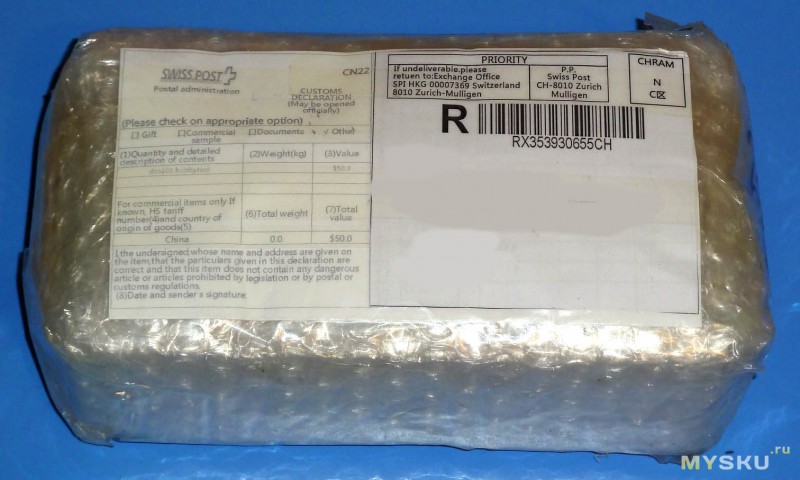 SWISS POST
Postal administration
CN22
CUSTOMS
DECLARATION
(May be opened
officially)
(Please check on appropriate option)
Gift Commercial sample Documents √ Other
(1)Quantity and detailed
description of contents
(2)Weight(kg)
(3)Value
$50.0
For commercial items only If
known, HS tariff
number(4)and country of
origin of goods(5)
(6)Total weight
(7)Total
value
China 0.0 $50.0
I,the undersigned,whose name and address are given on
the item,that the particulars given in this declaration are
correct and that this item does not contain any dangerous
article or articles prohibited by legislation or by postal or
customs regulations.
(8)Date and sender's signature
PRIORITY
If undeliverable,please
retuen to:Exchange Office
SPI HKG 00007369 Switzerland
8010 Zurich-Mulligen
P.P.
Swiss Post
CH-8010 Zurich
Mulligen
CHRAM
N
C
R
RX353930655CH
MYSKU.ru